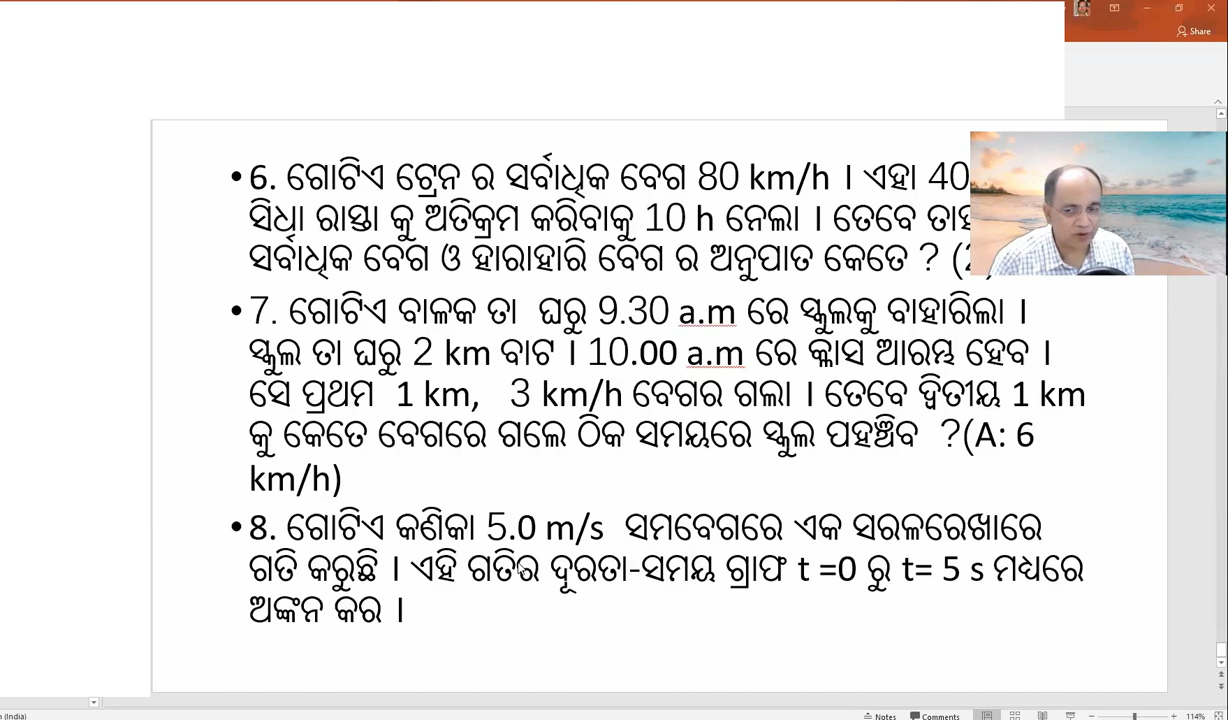 Share
• 6. ଗୋଟିଏ ଟ୍ରେନ ର ସର୍ବାଧିକ ବେଗ 80 km/h । ଏହା 40
ସିଧା ରାସ୍ତା କୁ ଅତିକ୍ରମ କରିବାକୁ 10 h ନେଲା । ତେବେ
ସର୍ବାଧିକ ବେଗ ଓ ହାରାହାରି ବେଗ ର ଅନୁପାତ କେତେ ?
• 7. ଗୋଟିଏ ବାଳକ ତା ଘରୁ 9.30 a.m ରେ ସ୍କୁଲକୁ ବାହାରିଲା ।
ସ୍କୁଲ ତା ଘରୁ 2 km ବାଟ । 10.00 a.m ରେ କ୍ଲାସ ଆରମ୍ଭ ହେବ ।
ସେ ପ୍ରଥମ 1 km, 3 km/h ବେଗର ଗଲା । ତେବେ ଦ୍ଵିତୀୟ 1 km
କୁ କେତେ ବେଗରେ ଗଲେ ଠିକ ସମୟରେ ସ୍କୁଲ ପହଞ୍ଚିବ ?(A: 6
km/h)
• 8. ଗୋଟିଏ କଣିକା 5.0 m/s ସମବେଗରେ ଏକ ସରଳରେଖାରେ
ଗତି କରୁଛି । ଏହି ଗତିର ଦୂରତା-ସମୟ ଗ୍ରାଫ t =0 ରୁ t= 5 s ମଧ୍ୟରେ
ଅଙ୍କନ କର ।
(India)
Notes
Comments
114%